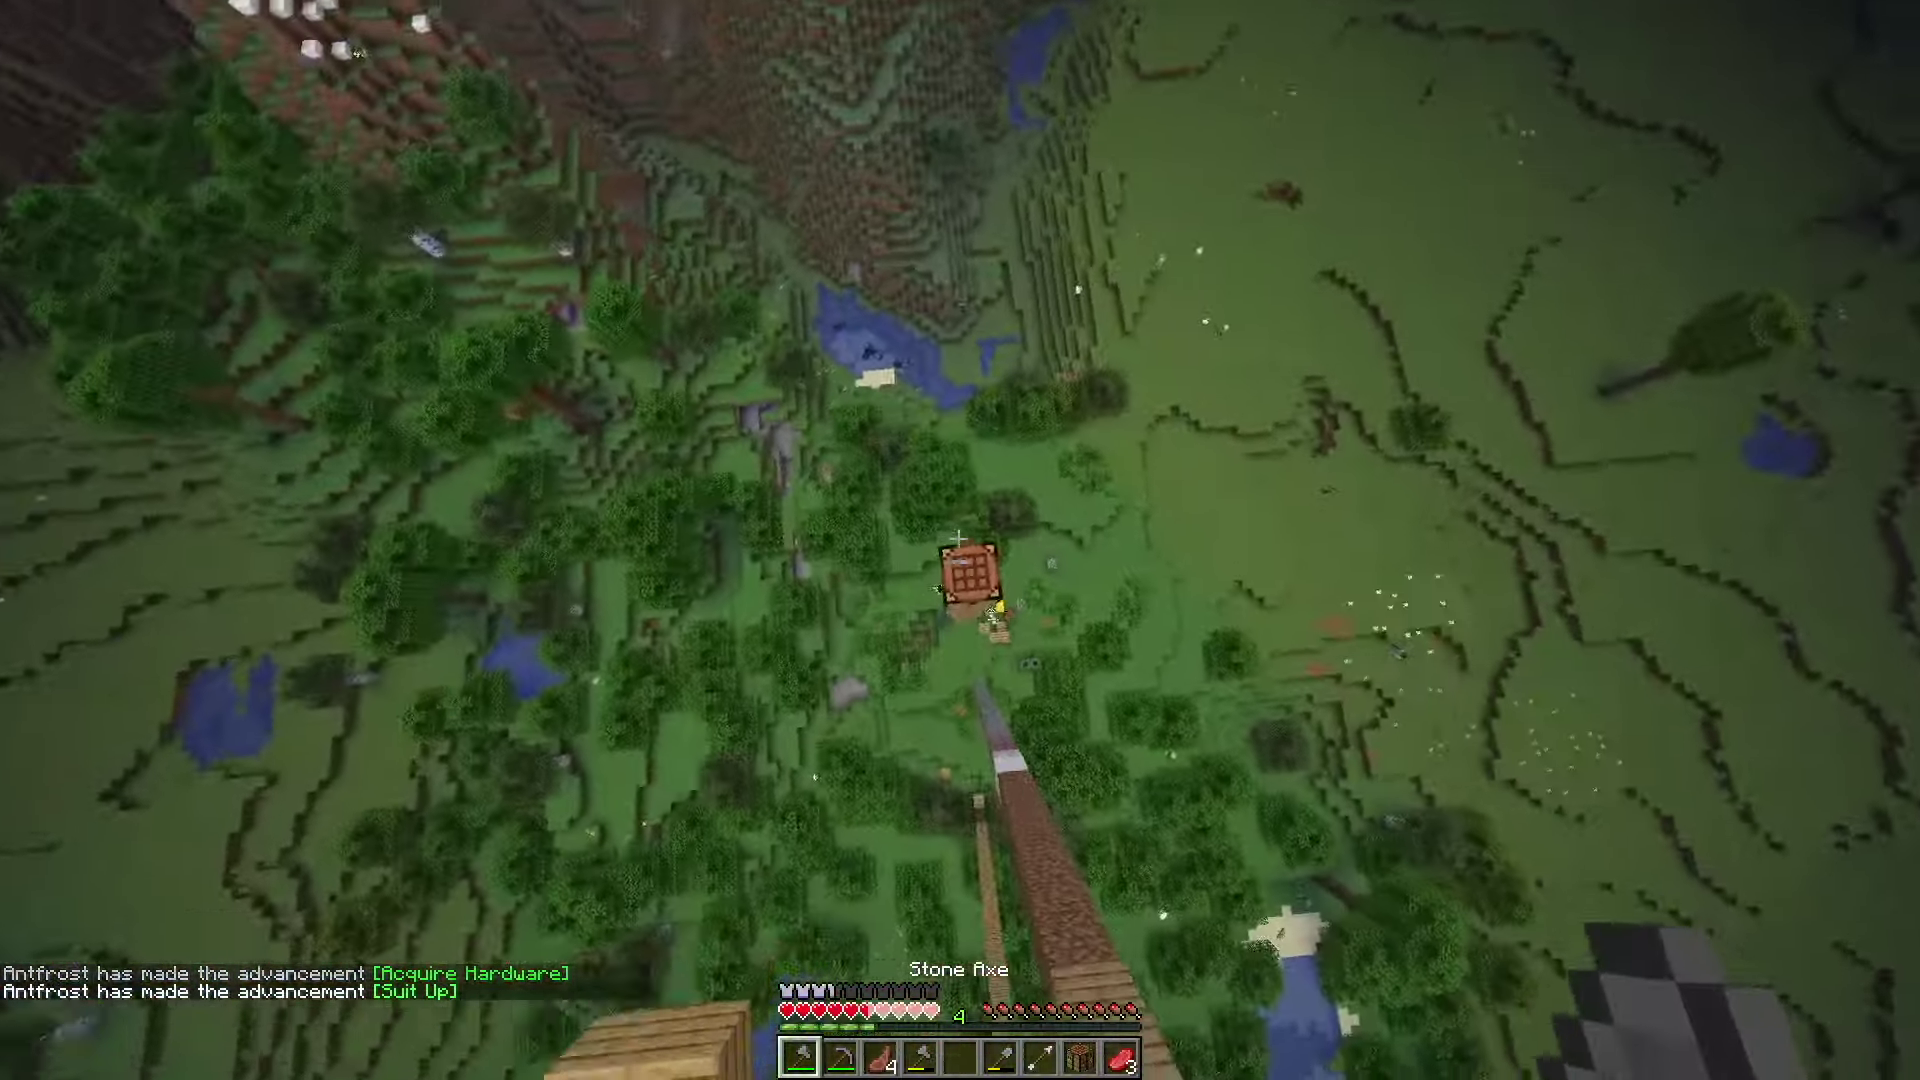 Antfrost has made the advancement [Acquire Hardware]
Antfrost has made the advancement [Suit Up]
Stone Axe
4
4
3